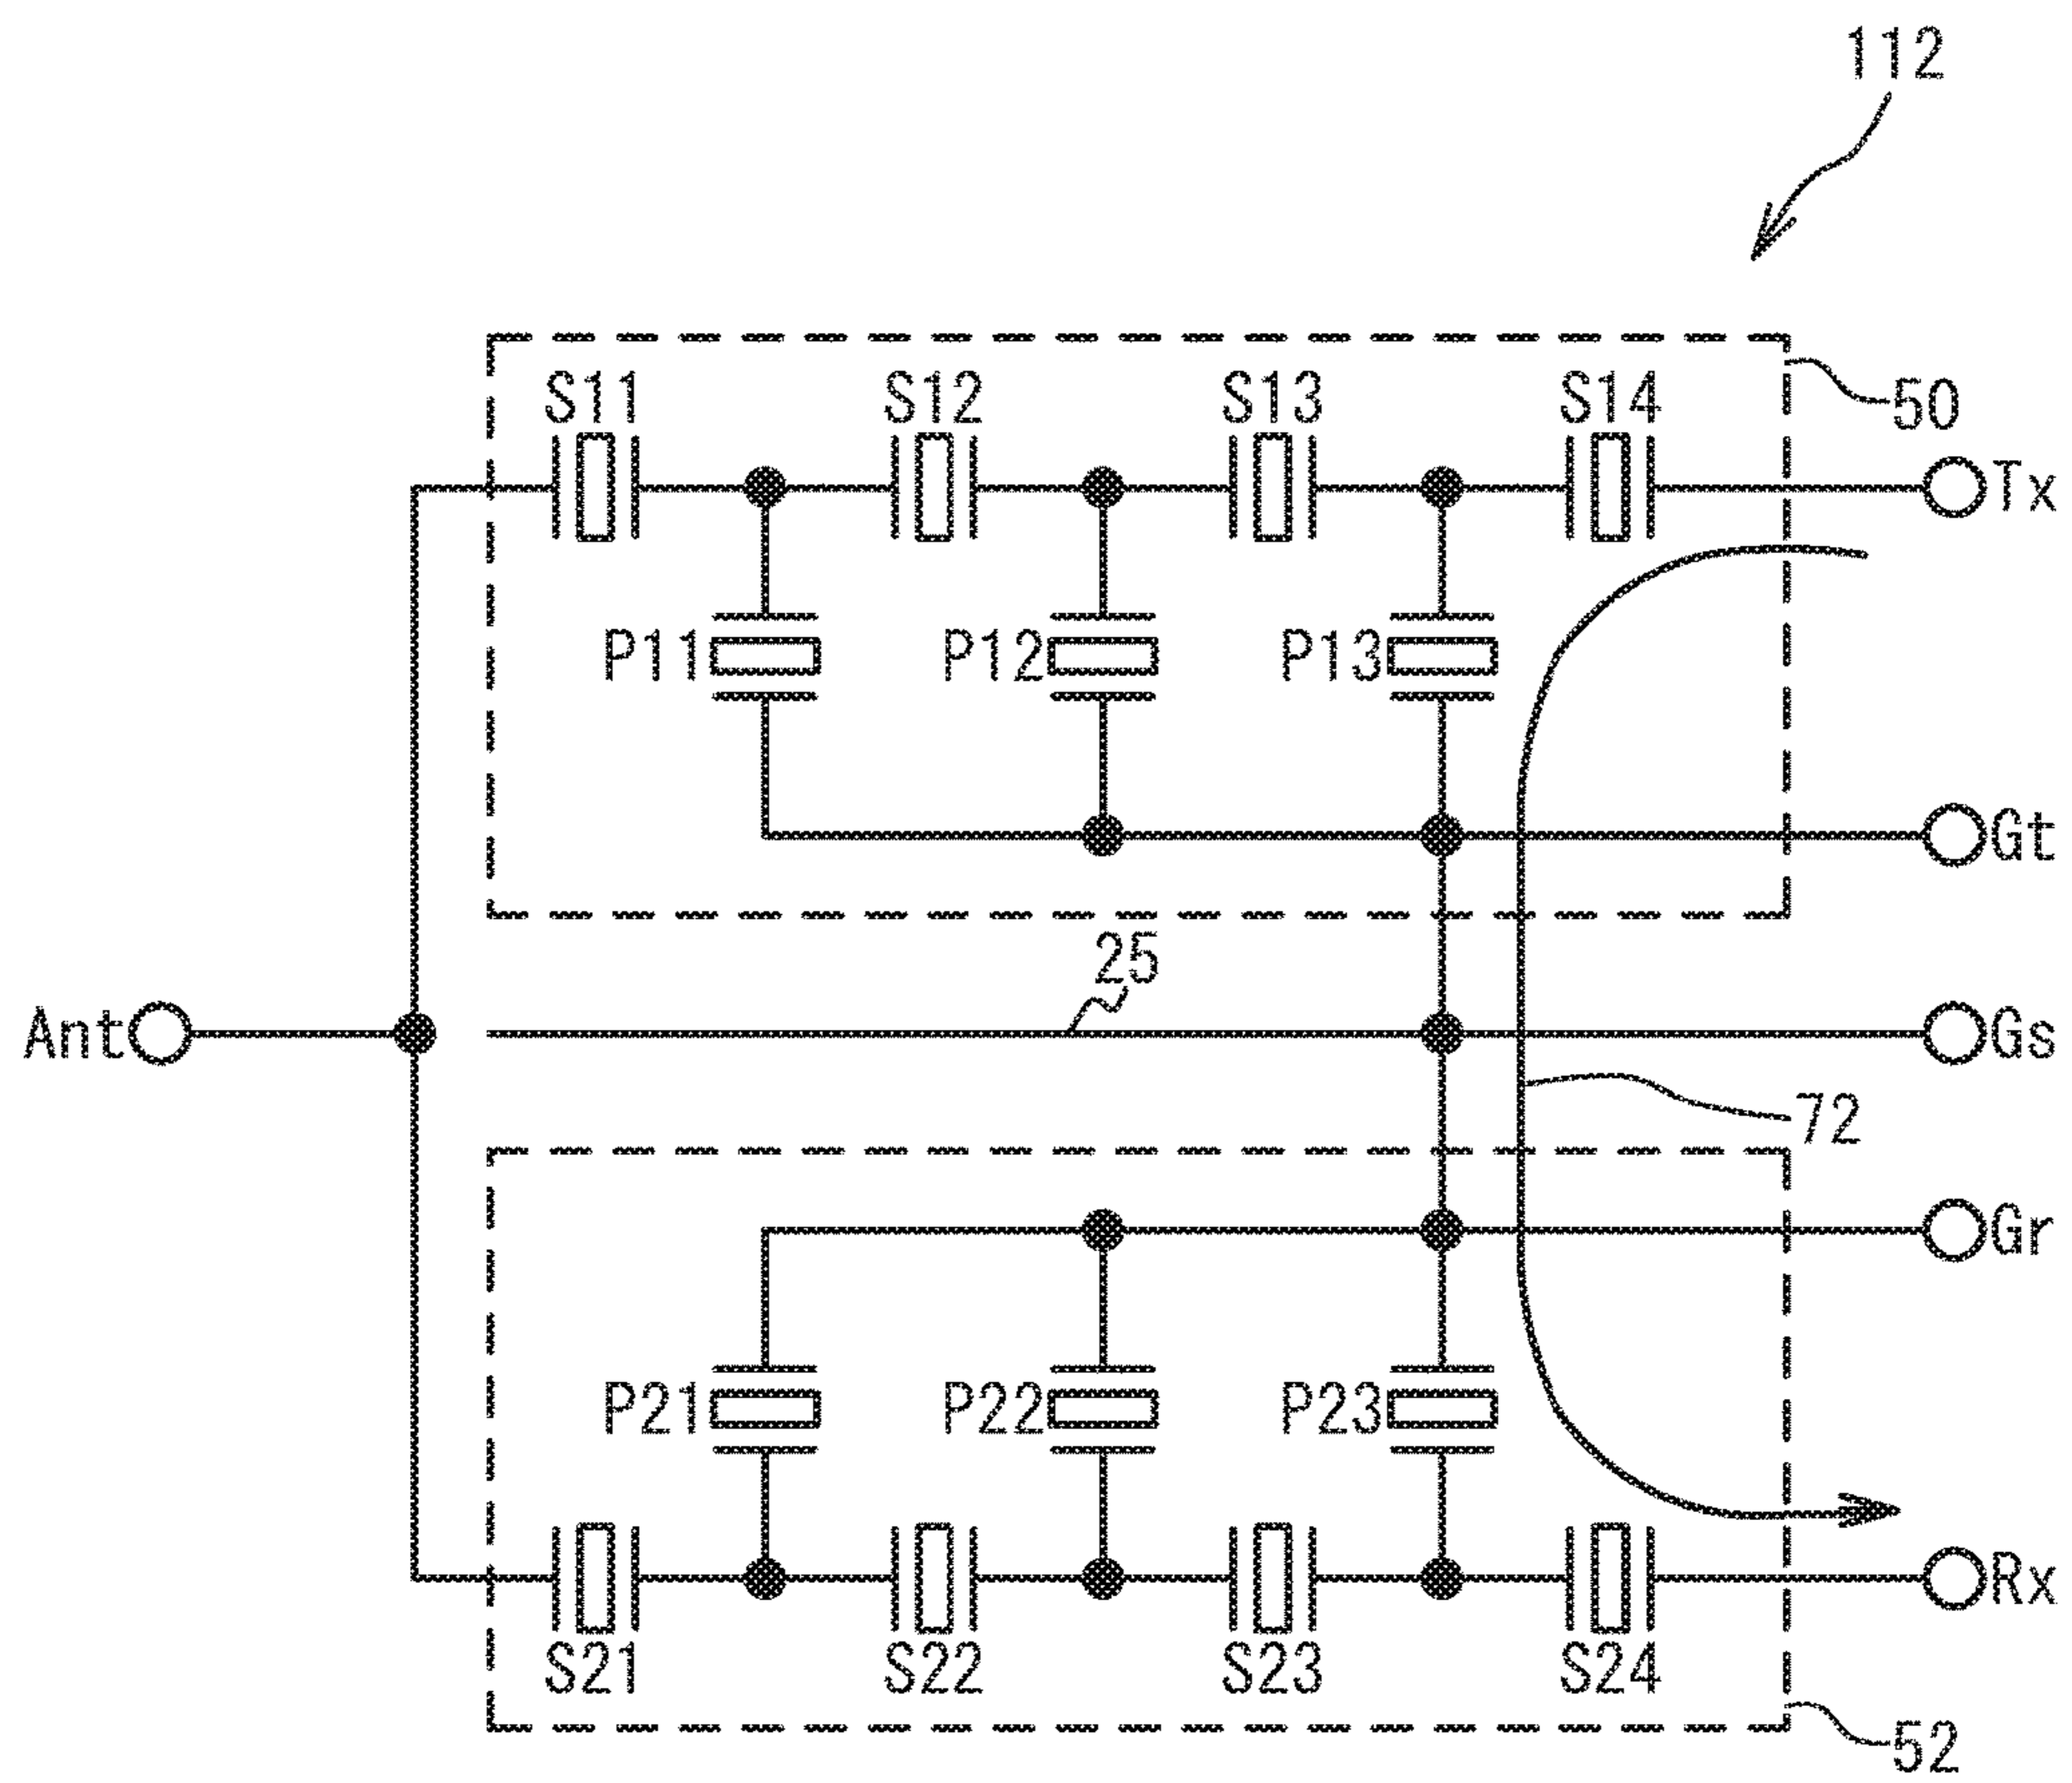 112
S11 S12 S13 S14
50
Tx
P11 P12 P13
Gt
25
Ant
Gs
72
Gr
P21 P22 P23
Rx
S21 S22 S23 S24
52